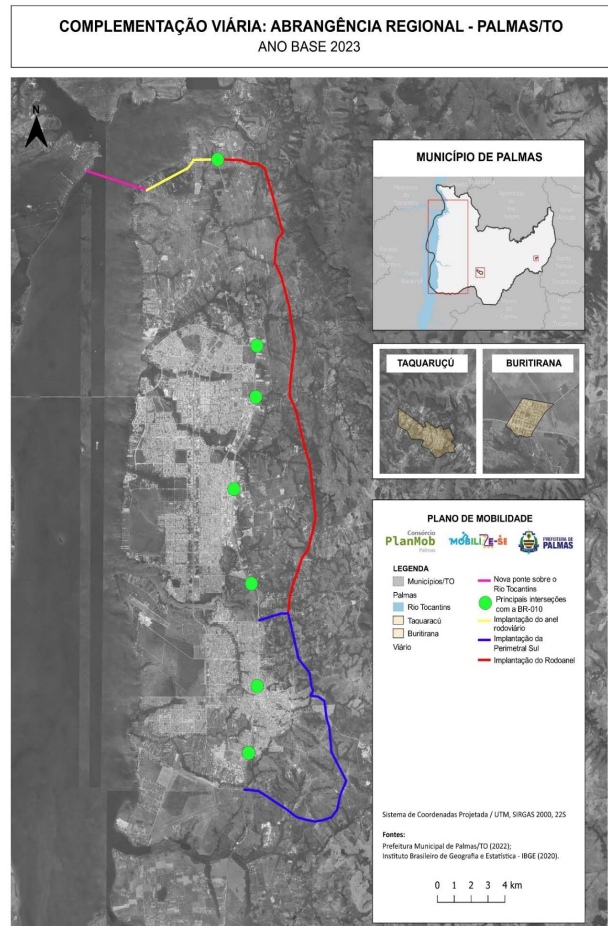 COMPLEMENTAÇÃO VIÁRIA: ABRANGÊNCIA REGIONAL - PALMAS/TO
ANO BASE 2023
N
MUNICÍPIO DE PALMAS
TAQUARUÇÚ
BURITIRANA
PLANO DE MOBILIDADE
Consórcio
PlanMob
Palmas
MOBILIZE-SE
PREFEITURA DE
PALMAS
LEGENDA
Municípios/TO
Palmas
Rio Tocantins
Taquaracú
Buritirana
Viário
Nova ponte sobre o
Rio Tocantins
Principais interseções
com a BR-010
Implantação do anel
rodoviário
Implantação da
Perimetral Sul
Implantação do Rodoanel
Sistema de Coordenadas Projetada / UTM, SIRGAS 2000, 22S
Fontes:
Prefeitura Municipal de Palmas/TO (2022);
Instituto Brasileiro de Geografia e Estatística - IBGE (2020).
0 1 2 3 4 km